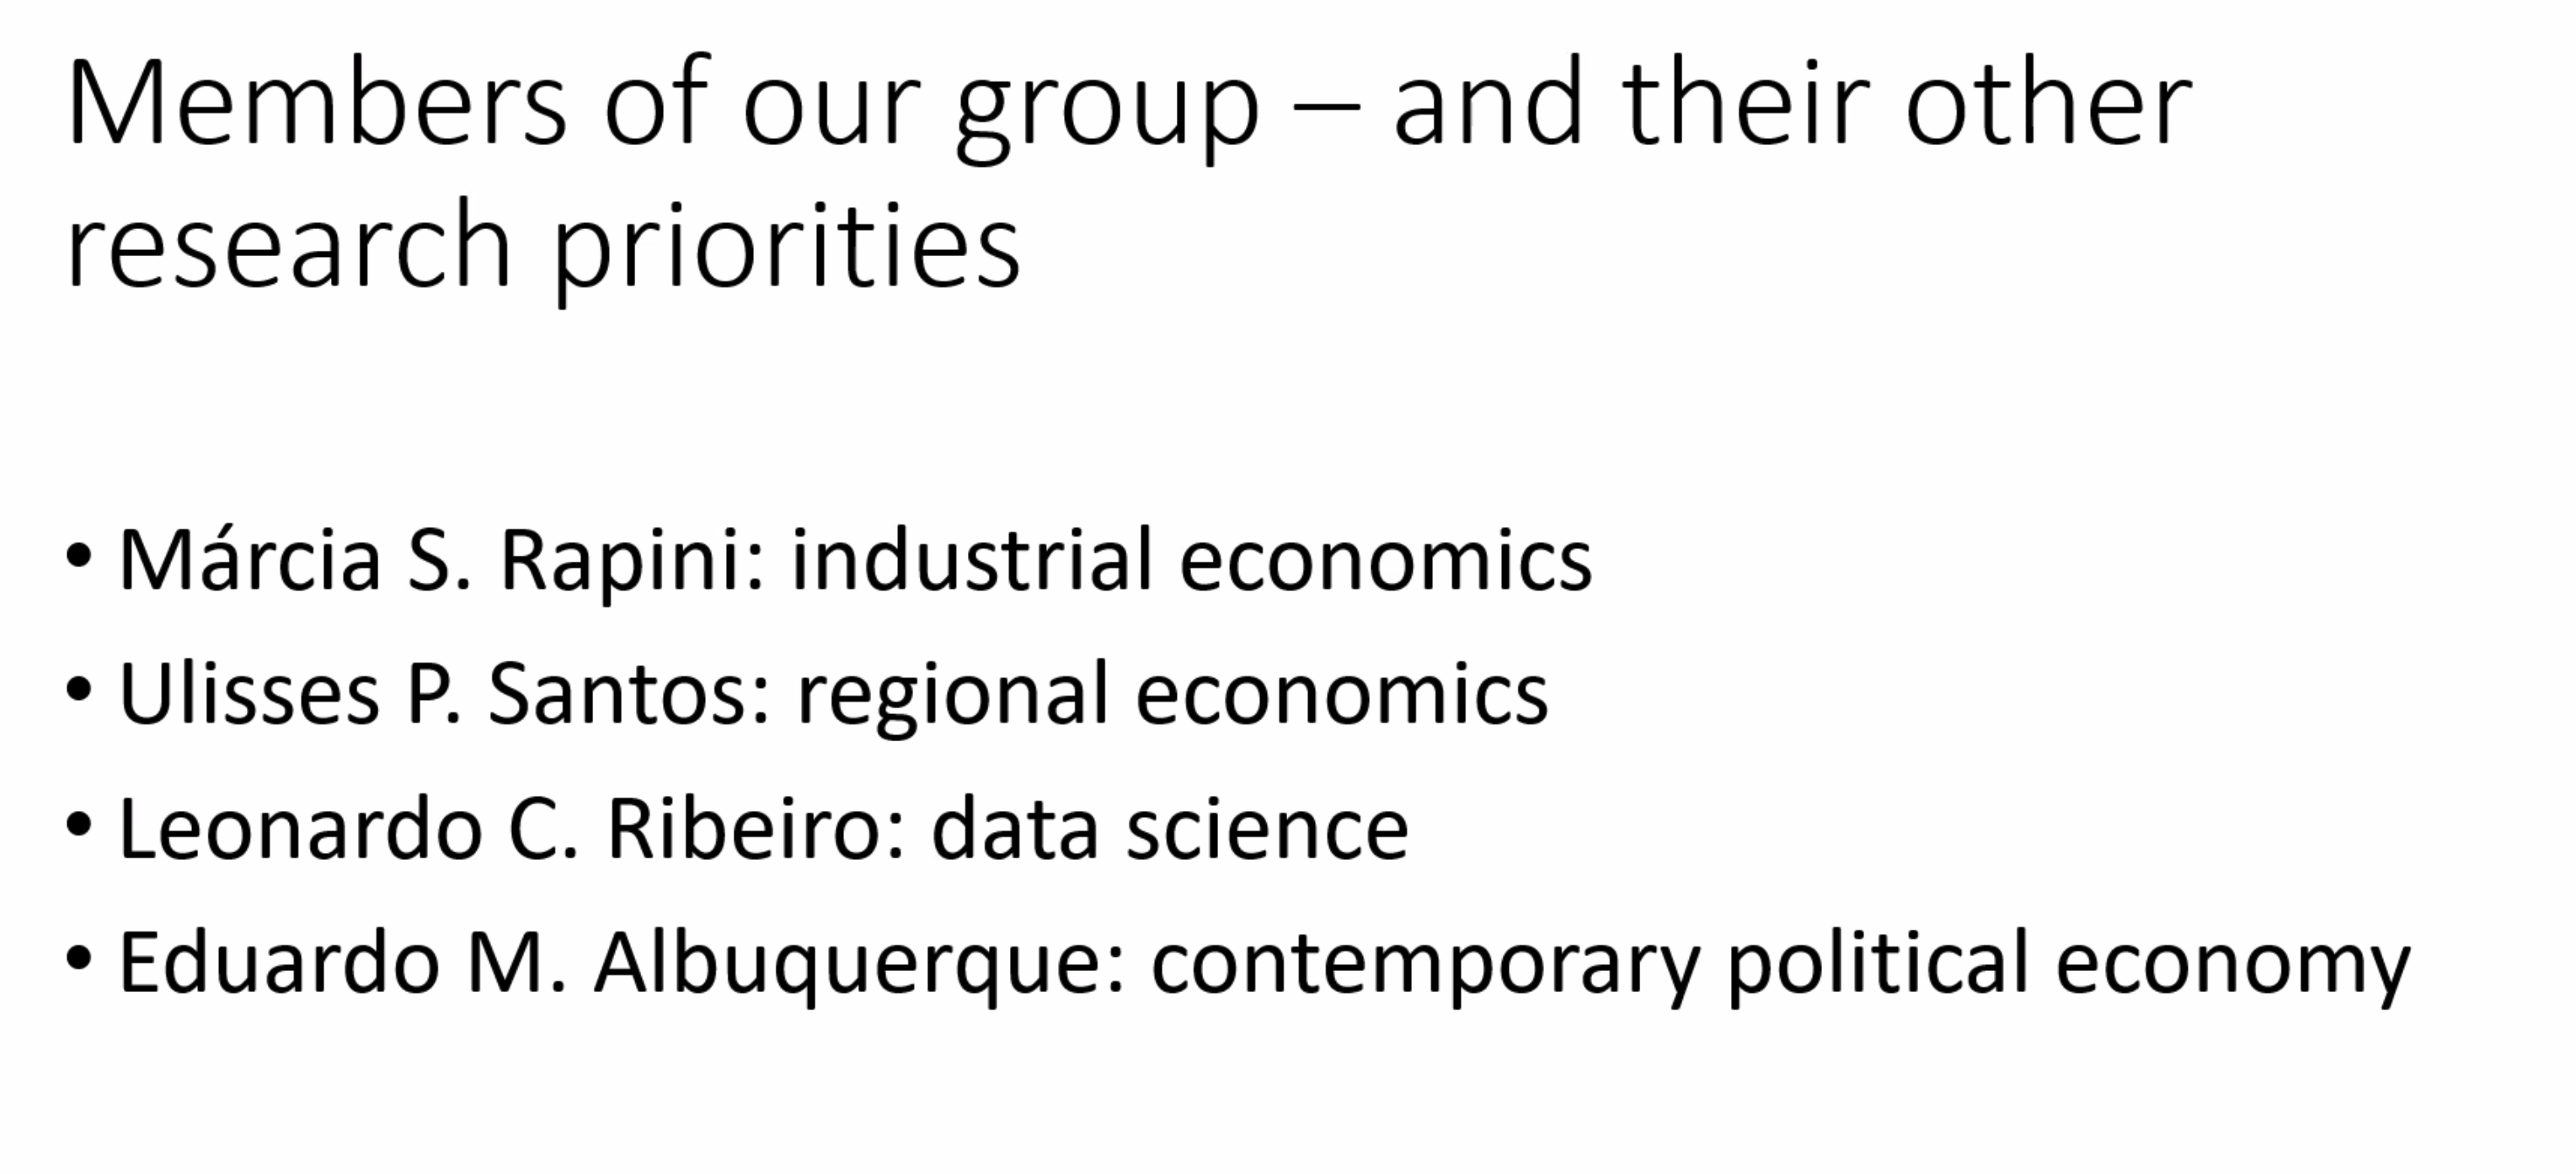 Members of our group – and their other
research priorities
• Márcia S. Rapini: industrial economics
• Ulisses P. Santos: regional economics
• Leonardo C. Ribeiro: data science
• Eduardo M. Albuquerque: contemporary political economy